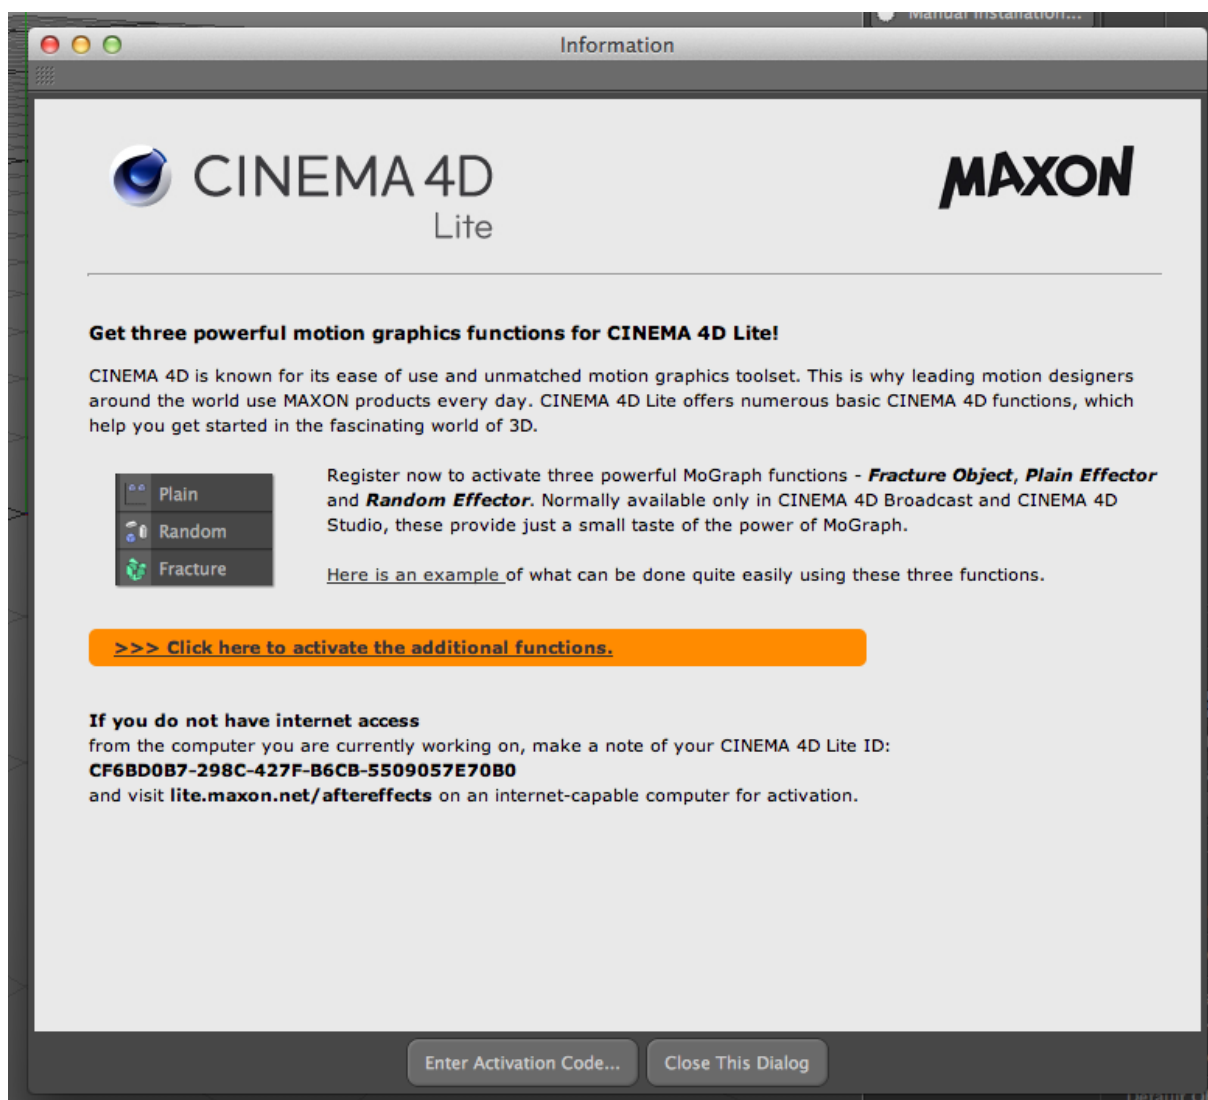 Manual Installation...
Information
CINEMA 4D
Lite
MAXON
Get three powerful motion graphics functions for CINEMA 4D Lite!
CINEMA 4D is known for its ease of use and unmatched motion graphics toolset. This is why leading motion designers
around the world use MAXON products every day. CINEMA 4D Lite offers numerous basic CINEMA 4D functions, which
help you get started in the fascinating world of 3D.
Plain
Random
Fracture
Register now to activate three powerful MoGraph functions - Fracture Object, Plain Effector
and Random Effector. Normally available only in CINEMA 4D Broadcast and CINEMA 4D
Studio, these provide just a small taste of the power of MoGraph.
Here is an example of what can be done quite easily using these three functions.
>>> Click here to activate the additional functions.
If you do not have internet access
from the computer you are currently working on, make a note of your CINEMA 4D Lite ID:
CF6BD0B7-298C-427F-B6CB-5509057E70B0
and visit lite.maxon.net/aftereffects on an internet-capable computer for activation.
Enter Activation Code...
Close This Dialog